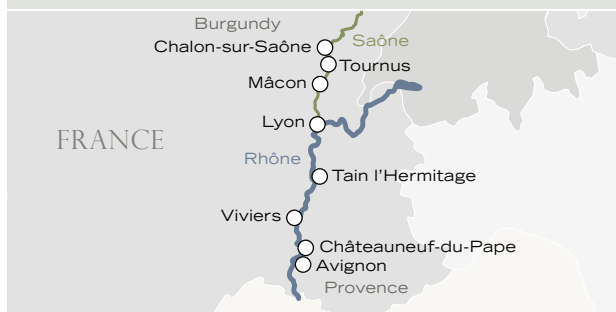 Burgundy
Chalon-sur-Saône
Saône
Tournus
Mâcon
Lyon
FRANCE
Rhône
Tain l’Hermitage
Viviers
Châteauneuf-du-Pape
Avignon
Provence